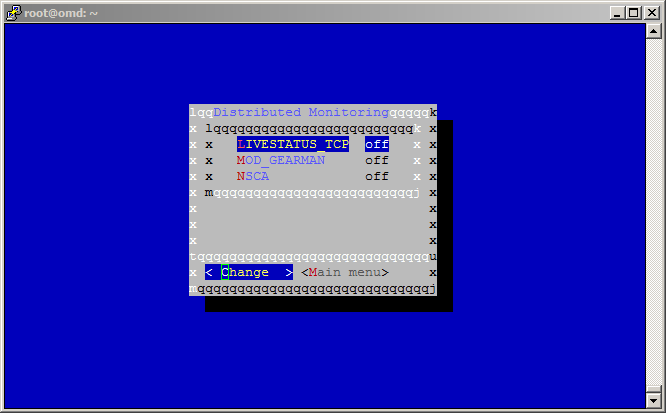 root@omd: ~
lqqDistributed Monitoringqqqqqk
x lqqqqqqqqqqqqqqqqqqqqqqqqqk x
x x LIVESTATUS_TCP off x x
x x MOD_GEARMAN off x x
x x NSCA off x x
x mqqqqqqqqqqqqqqqqqqqqqqqqqj x
x x
x x
x x
tqqqqqqqqqqqqqqqqqqqqqqqqqqqqqu
x < Change > <Main menu> x
mqqqqqqqqqqqqqqqqqqqqqqqqqqqqqj